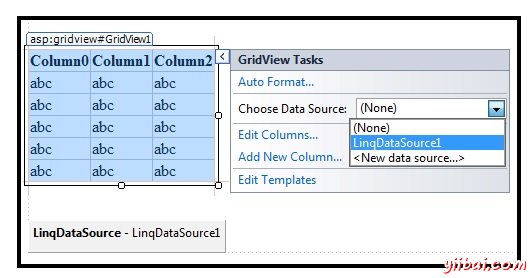 asp:gridview#GridView1
Column0 Column1 Column2
abc abc abc
abc abc abc
abc abc abc
abc abc abc
abc abc abc
GridView Tasks
Auto Format...
Choose Data Source: (None)
(None)
LinqDataSource1
<New data source...>
Edit Columns...
Add New Column...
Edit Templates
LinqDataSource - LinqDataSource1
yiibai.com